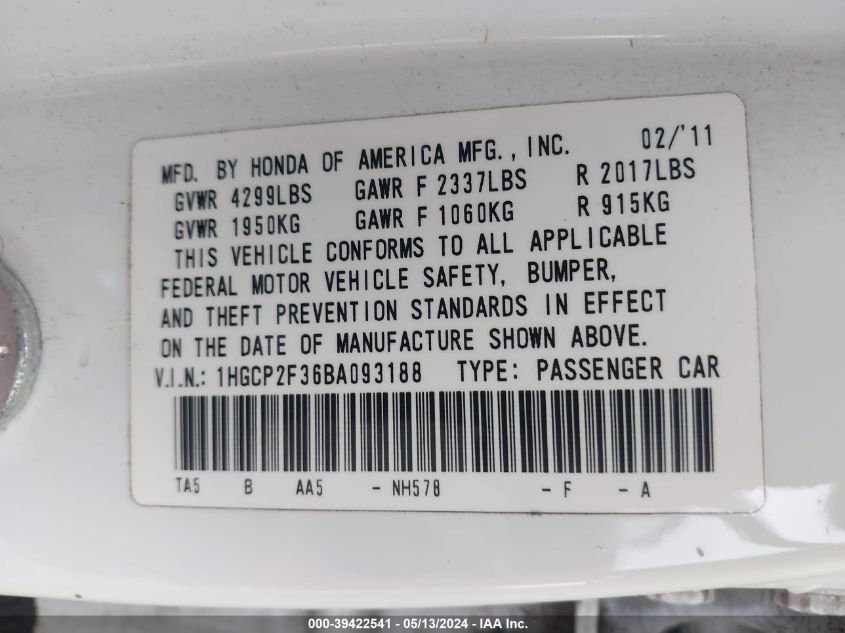 MFD. BY HONDA OF AMERICA MFG., INC. 02/'11
GVWR 4299LBS GAWR F 2337LBS R 2017LBS
GVWR 1950KG GAWR F 1060KG R 915KG
THIS VEHICLE CONFORMS TO ALL APPLICABLE
FEDERAL MOTOR VEHICLE SAFETY, BUMPER,
AND THEFT PREVENTION STANDARDS IN EFFECT
ON THE DATE OF MANUFACTURE SHOWN ABOVE.
V.I.N.: 1HGCP2F36BA093188 TYPE: PASSENGER CAR
TA5 B AA5 - NH578 - F - A
000-39422541 - 05/13/2024 - IAA Inc.